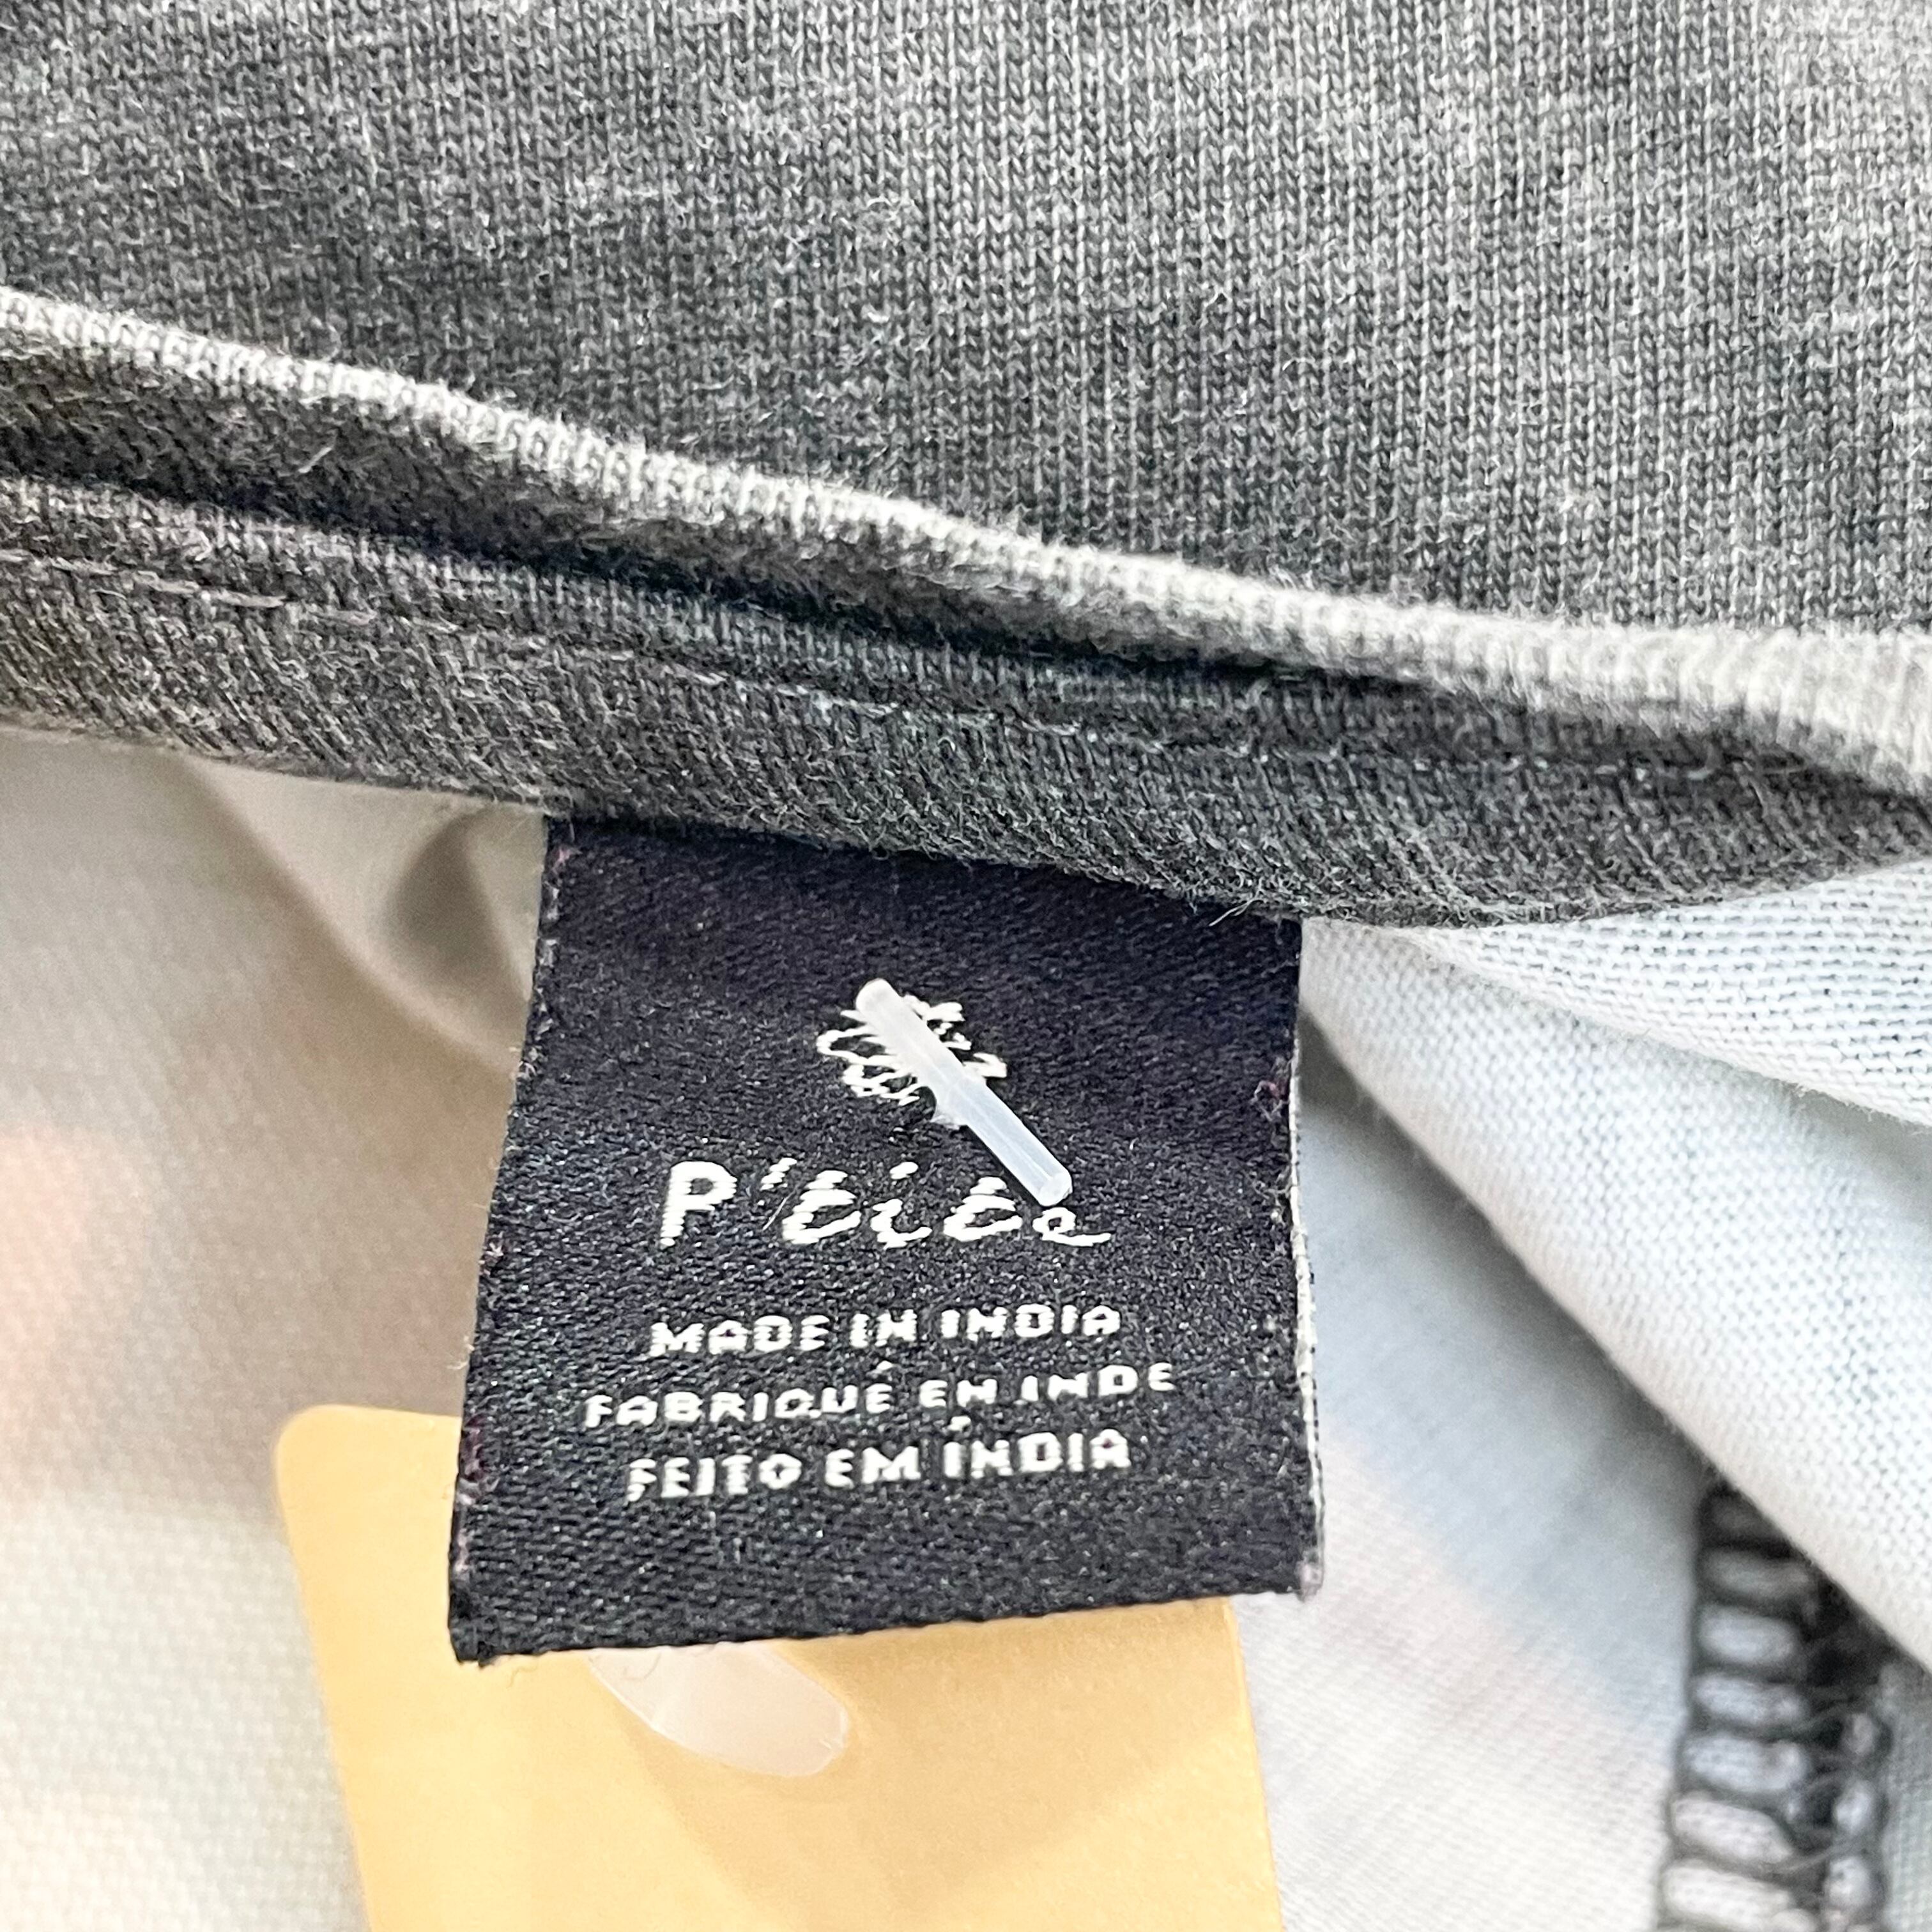 P'tite
MADE IN INDIA
FABRIQUÉ EN INDE
FEITO EM ÍNDIA